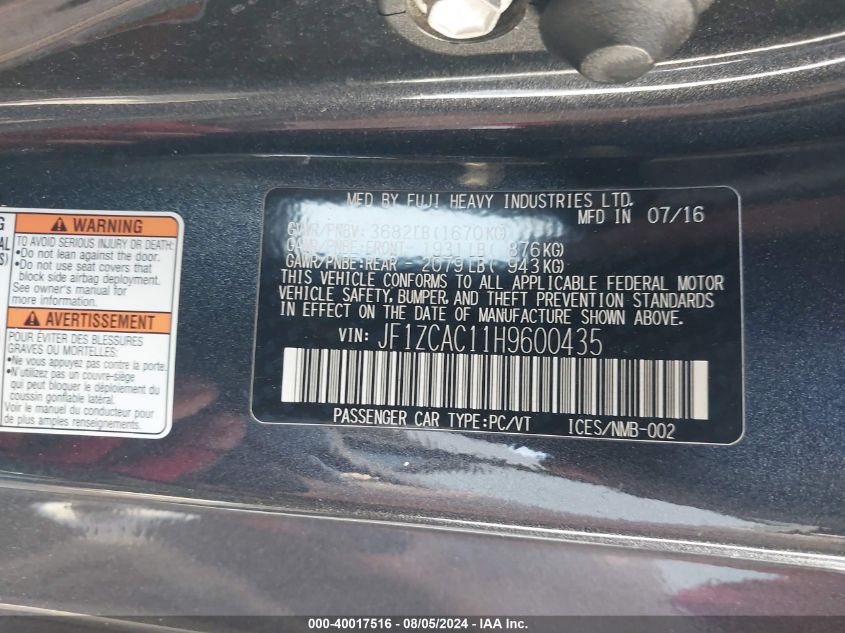 G
AL
S)
WARNING
TO AVOID SERIOUS INJURY OR DEATH:
•Do not lean against the door.
•Do not use seat covers that
block side airbag deployment.
See owner's manual for
more information.
AVERTISSEMENT
POUR ÉVITER DES BLESSURES
GRAVES OU MORTELLES:
•Ne vous appuyez pas contre la porte.
•N'utilisez pas un couvre-siège
qui peut bloquer le déploiement du
coussin gonflable latéral.
Voir le manuel du conducteur pour
plus d'informations.
MFD BY FUJI HEAVY INDUSTRIES LTD.
MFD IN 07/16
GVWR/PNBV: 3682LB(1670KG)
GAWR/PNBE:FRONT 1931LB( 876KG)
GAWR/PNBE:REAR 2079LB( 943KG)
THIS VEHICLE CONFORMS TO ALL APPLICABLE FEDERAL MOTOR
VEHICLE SAFETY, BUMPER, AND THEFT PREVENTION STANDARDS
IN EFFECT ON THE DATE OF MANUFACTURE SHOWN ABOVE.
VIN: JF1ZCAC11H9600435
PASSENGER CAR TYPE:PC/VT ICES/NMB-002
000-40017516 - 08/05/2024 - IAA Inc.